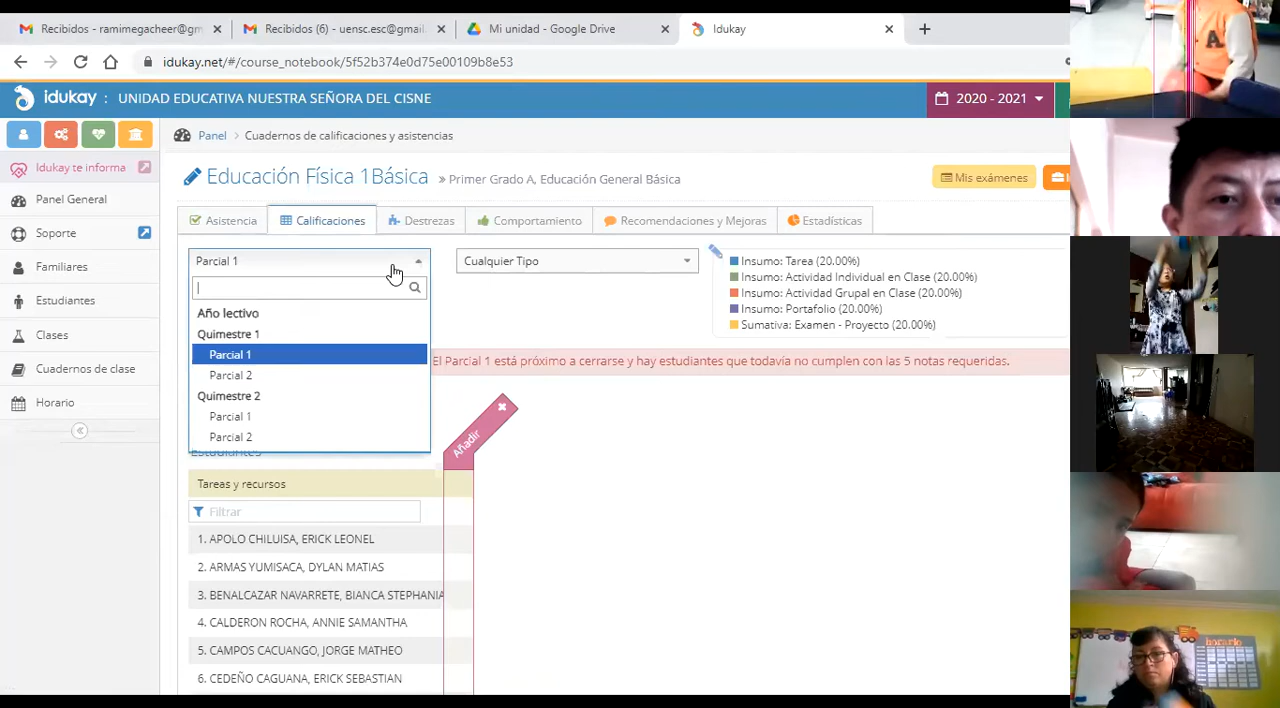 Recibidos - ramimegacheer@gm
Recibidos (6) - uensc.esc@gmail
Mi unidad - Google Drive
Idukay
idukay.net/#/course_notebook/5f52b374e0d75e00109b8e53
idukay : UNIDAD EDUCATIVA NUESTRA SEÑORA DEL CISNE
2020 - 2021
Panel > Cuadernos de calificaciones y asistencias
Idukay te informa
Panel General
Soporte
Familiares
Estudiantes
Clases
Cuadernos de clase
Horario
Educación Física 1Básica » Primer Grado A, Educación General Básica
Mis exámenes
Asistencia
Calificaciones
Destrezas
Comportamiento
Recomendaciones y Mejoras
Estadísticas
Parcial 1
Cualquier Tipo
Año lectivo
Quimestre 1
Parcial 1
Parcial 2
Quimestre 2
Parcial 1
Parcial 2
Insumo: Tarea (20.00%)
Insumo: Actividad Individual en Clase (20.00%)
Insumo: Actividad Grupal en Clase (20.00%)
Insumo: Portafolio (20.00%)
Sumativa: Examen - Proyecto (20.00%)
El Parcial 1 está próximo a cerrarse y hay estudiantes que todavía no cumplen con las 5 notas requeridas.
Añadir
Estudiantes
Tareas y recursos
Filtrar
1. APOLO CHILUISA, ERICK LEONEL
2. ARMAS YUMISACA, DYLAN MATIAS
3. BENALCAZAR NAVARRETE, BIANCA STEPHANIA
4. CALDERON ROCHA, ANNIE SAMANTHA
5. CAMPOS CACUANGO, JORGE MATHEO
6. CEDEÑO CAGUANA, ERICK SEBASTIAN
A
horario